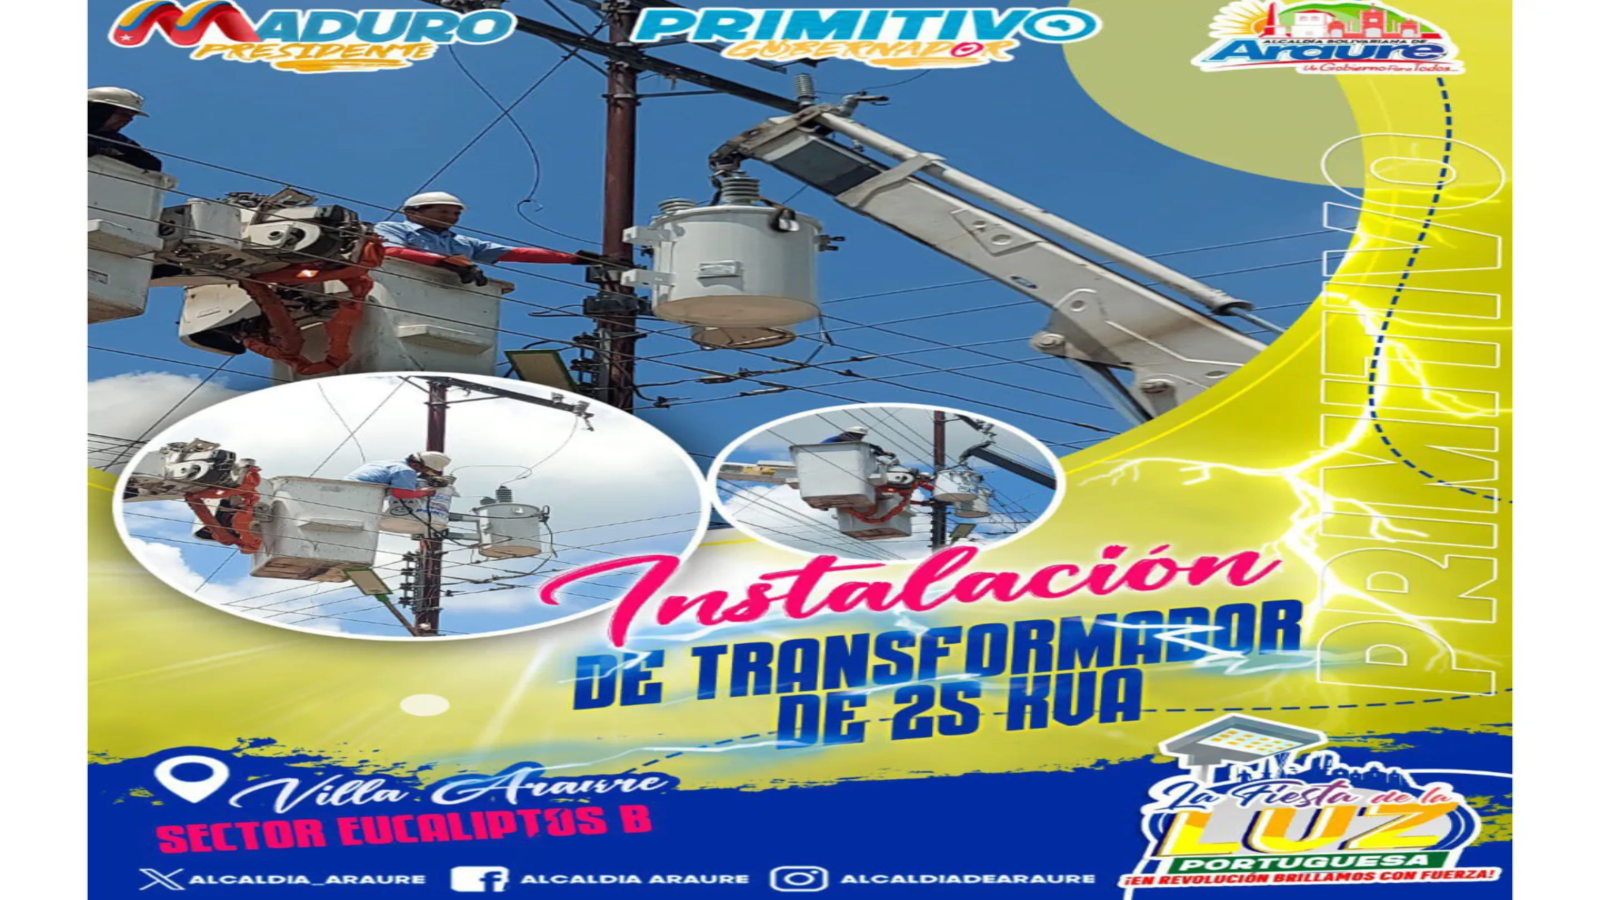 MADURO
PRESIDENTE
PRIMITIVO
GOBERNADOR
ALCALDÍA BOLIVARIANA DE
Araure
Un Gobierno Para Todos...
PRIMITIVO
Instalación
DE TRANSFORMADOR
DE 25 KVA
Villa Araure
SECTOR EUCALIPTOS B
ALCALDIA_ARAURE
ALCALDIA ARAURE
ALCALDIADEARAURE
La Fiesta de la
LUZ
PORTUGUESA
¡EN REVOLUCIÓN BRILLAMOS CON FUERZA!